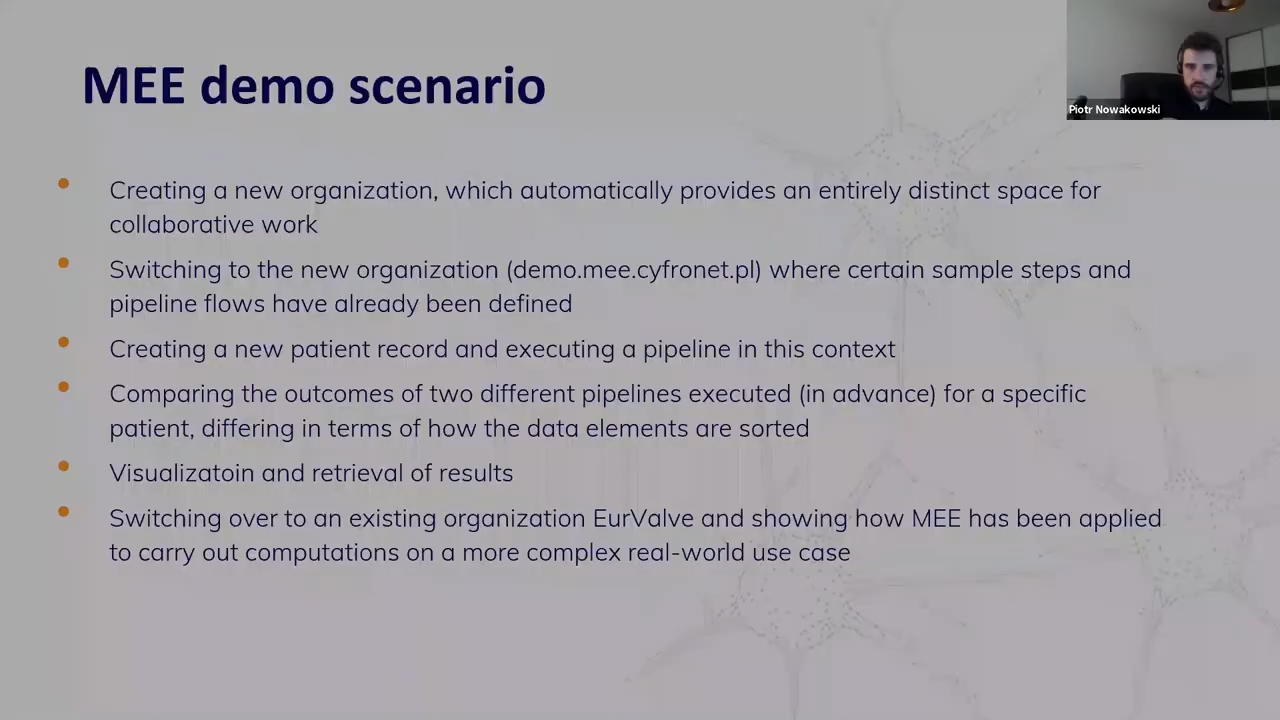 MEE demo scenario
Piotr Nowakowski
Creating a new organization, which automatically provides an entirely distinct space for
collaborative work
Switching to the new organization (demo.mee.cyfronet.pl) where certain sample steps and
pipeline flows have already been defined
Creating a new patient record and executing a pipeline in this context
Comparing the outcomes of two different pipelines executed (in advance) for a specific
patient, differing in terms of how the data elements are sorted
Visualizatoin and retrieval of results
Switching over to an existing organization EurValve and showing how MEE has been applied
to carry out computations on a more complex real-world use case